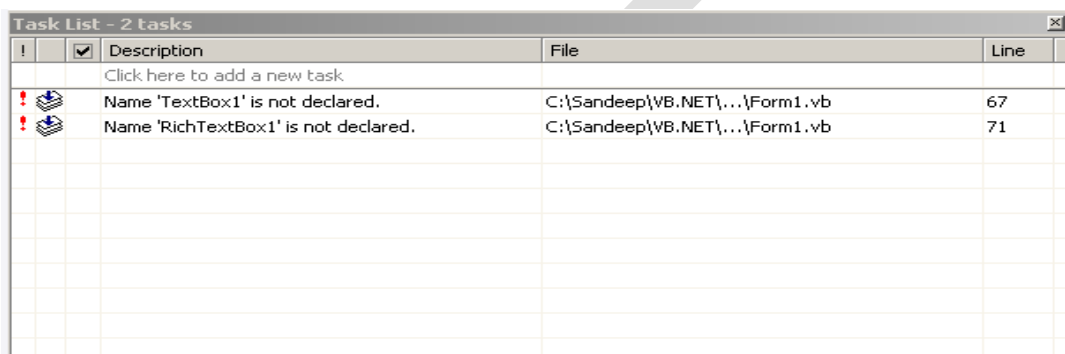 Task List - 2 tasks
! Description File Line
Click here to add a new task
! Name 'TextBox1' is not declared. C:\Sandeep\VB.NET\...\Form1.vb 67
! Name 'RichTextBox1' is not declared. C:\Sandeep\VB.NET\...\Form1.vb 71